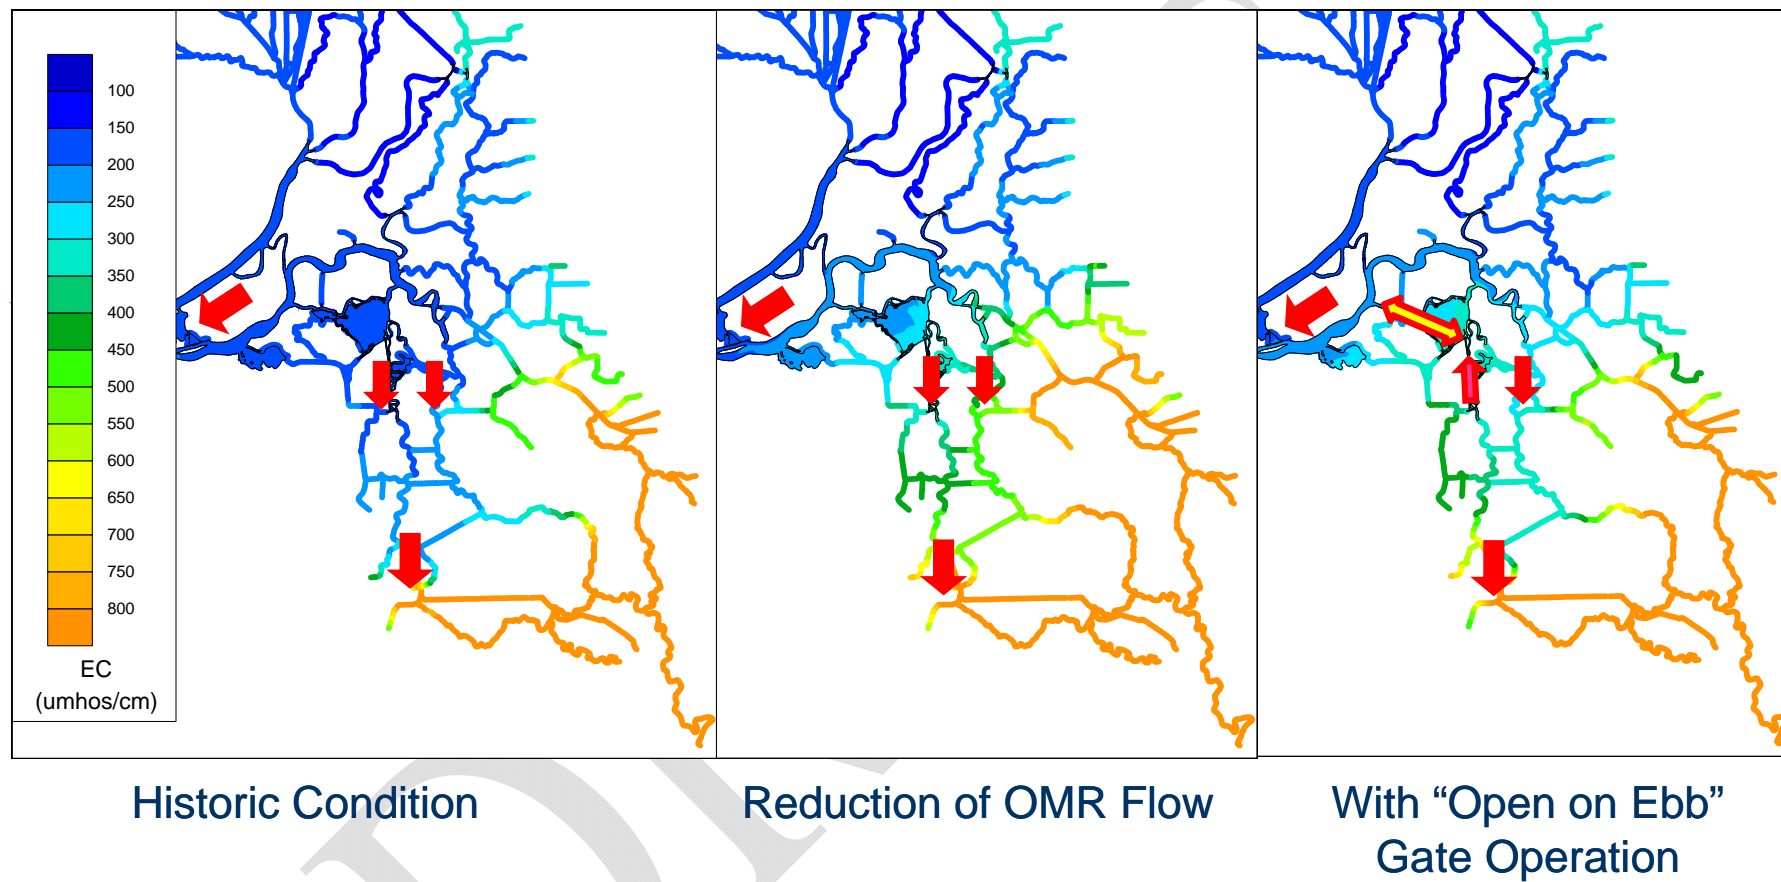 100
150
200
250
300
350
400
450
500
550
600
650
700
750
800
EC
(umhos/cm)
Historic Condition
Reduction of OMR Flow
With “Open on Ebb”
Gate Operation